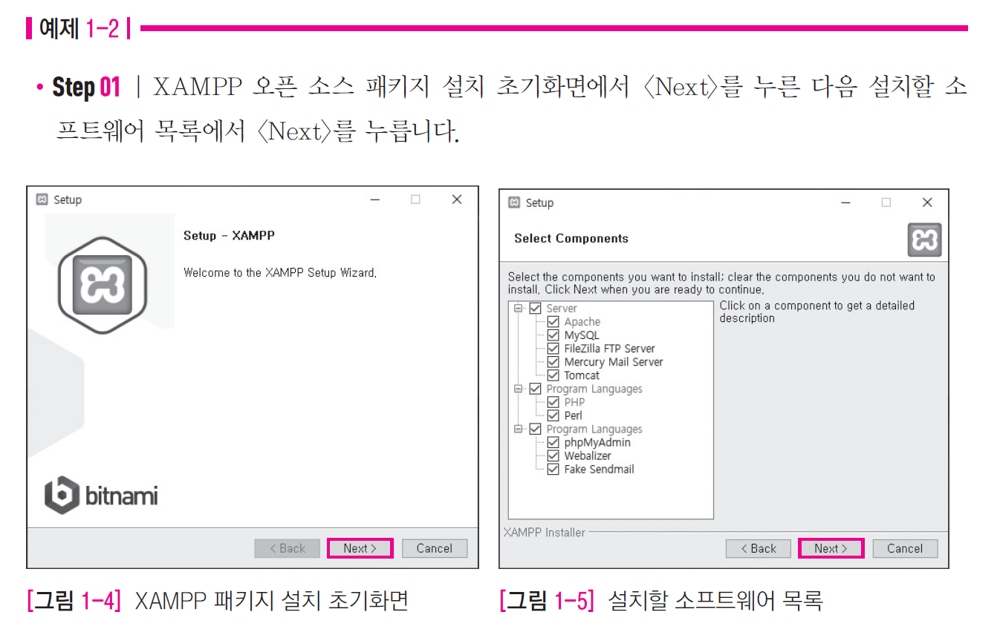 예제 1-2
• Step 01 | XAMPP 오픈 소스 패키지 설치 초기화면에서 〈Next〉를 누른 다음 설치할 소
프트웨어 목록에서 〈Next〉를 누릅니다.
Setup
Setup - XAMPP
Welcome to the XAMPP Setup Wizard.
bitnami
< Back Next > Cancel
[그림 1-4] XAMPP 패키지 설치 초기화면
Setup
Select Components
Select the components you want to install; clear the components you do not want to
install. Click Next when you are ready to continue.
Server
Apache
MySQL
FileZilla FTP Server
Mercury Mail Server
Tomcat
Program Languages
PHP
Perl
Program Languages
phpMyAdmin
Webalizer
Fake Sendmail
Click on a component to get a detailed
description
XAMPP Installer
< Back Next > Cancel
[그림 1-5] 설치할 소프트웨어 목록